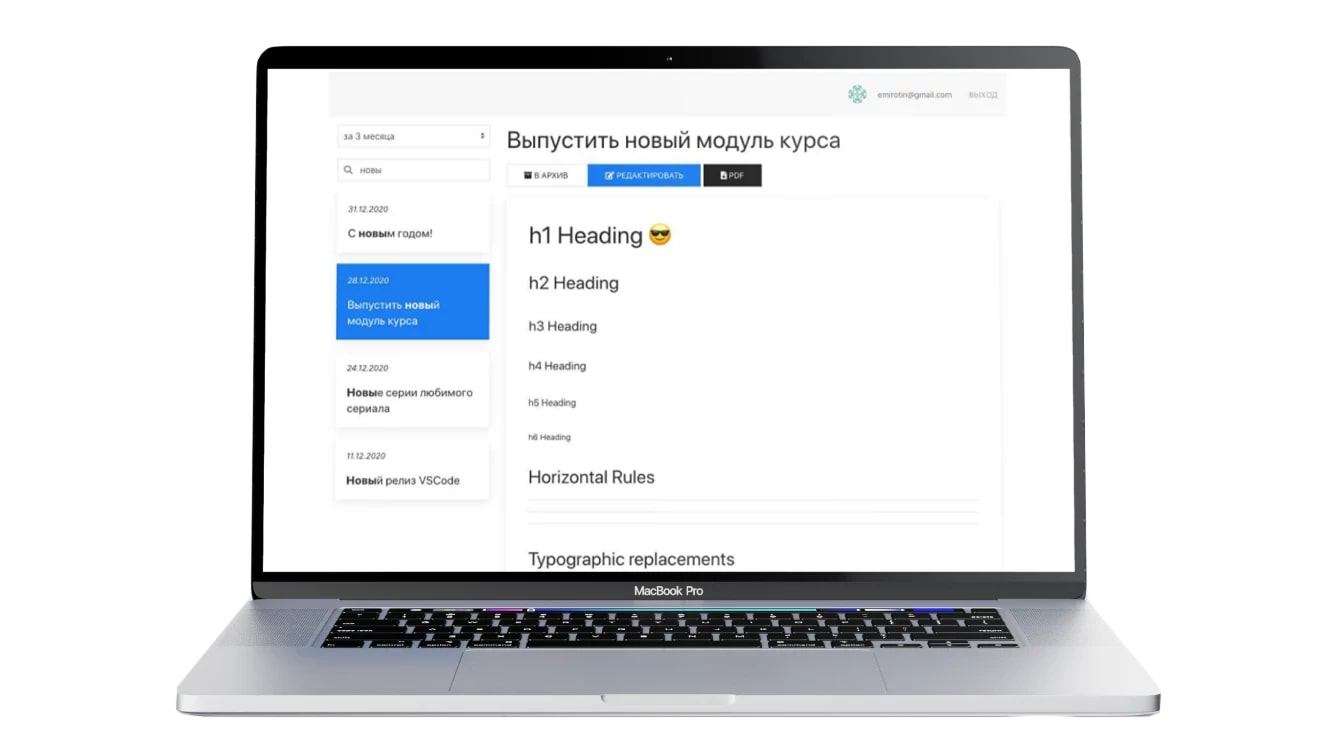 emirotin@gmail.com ВЫХОД
за 3 месяца
новы
31.12.2020
С новым годом!
28.12.2020
Выпустить новый
модуль курса
24.12.2020
Новые серии любимого
сериала
11.12.2020
Новый релиз VSCode
Выпустить новый модуль курса
В АРХИВ РЕДАКТИРОВАТЬ PDF
h1 Heading 😎
h2 Heading
h3 Heading
h4 Heading
h5 Heading
h6 Heading
Horizontal Rules
Typographic replacements
MacBook Pro